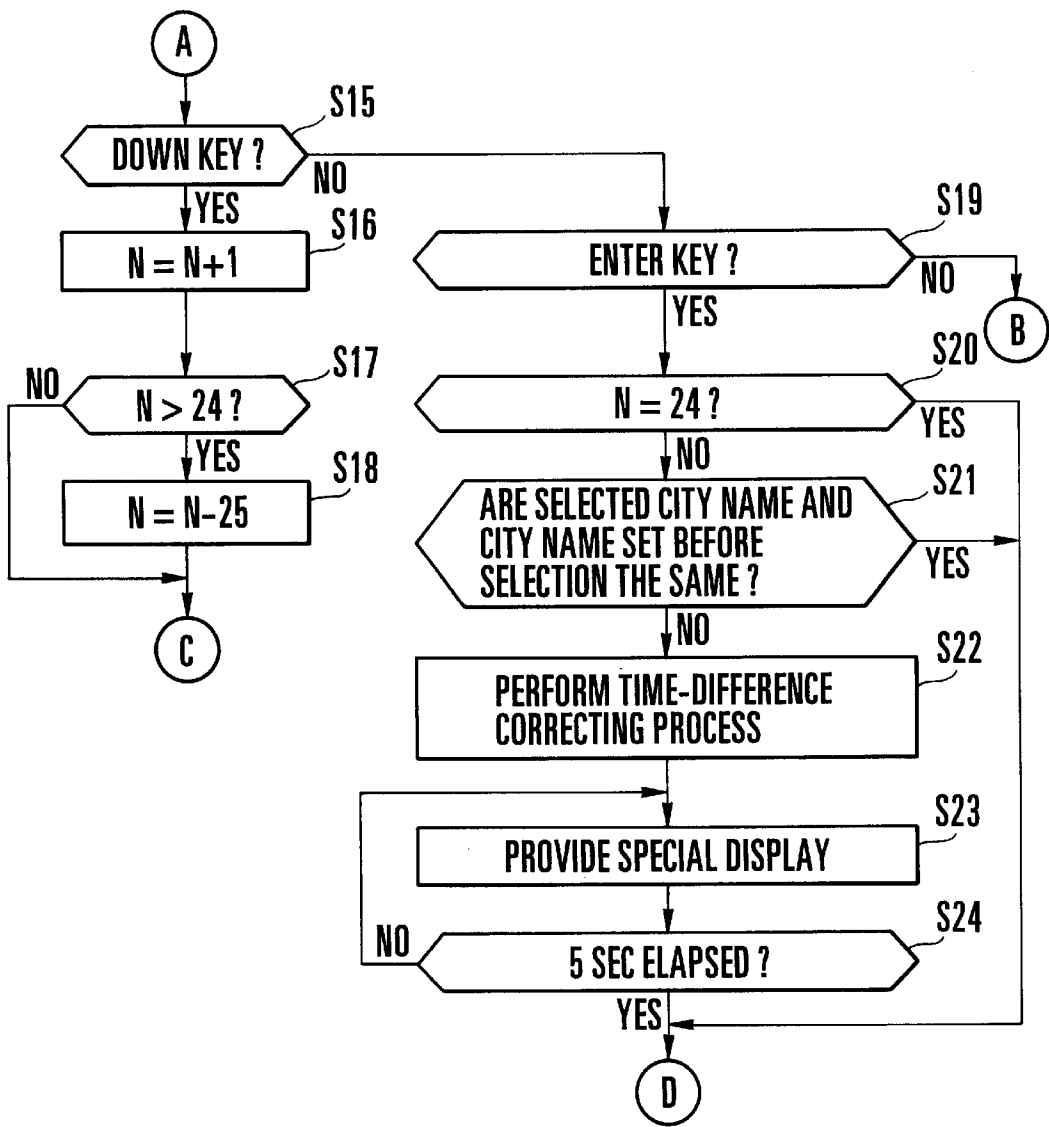 A
S15
DOWN KEY ?
NO
YES
S16
N = N+1
S19
ENTER KEY ?
NO
YES
B
S17
NO
N > 24 ?
YES
S20
N = 24 ?
YES
NO
S18
N = N–25
S21
ARE SELECTED CITY NAME AND
CITY NAME SET BEFORE
SELECTION THE SAME ?
YES
NO
C
S22
PERFORM TIME-DIFFERENCE
CORRECTING PROCESS
S23
PROVIDE SPECIAL DISPLAY
S24
NO
5 SEC ELAPSED ?
YES
D